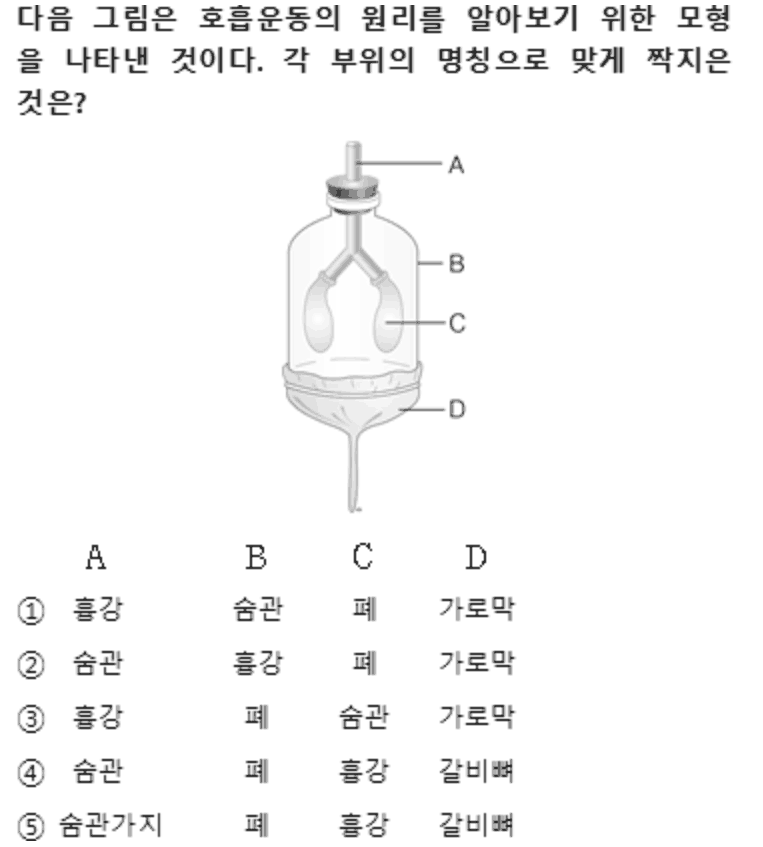 다음 그림은 호흡운동의 원리를 알아보기 위한 모형
을 나타낸 것이다. 각 부위의 명칭으로 맞게 짝지은
것은?
A
B
C
D
A B C D
① 흉강 숨관 폐 가로막
② 숨관 흉강 폐 가로막
③ 흉강 폐 숨관 가로막
④ 숨관 폐 흉강 갈비뼈
⑤ 숨관가지 폐 흉강 갈비뼈